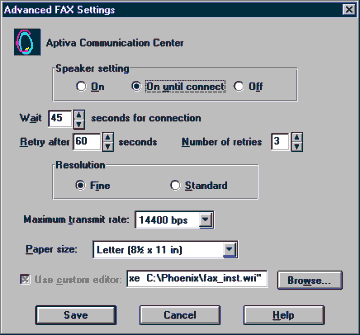 Advanced FAX Settings
Aptiva Communication Center
Speaker setting
On On until connect Off
Wait 45 seconds for connection
Retry after 60 seconds Number of retries 3
Resolution
Fine Standard
Maximum transmit rate: 14400 bps
Paper size: Letter (8½ x 11 in)
Use custom editor: xe C:\Phoenix\fax_inst.wri" Browse...
Save Cancel Help